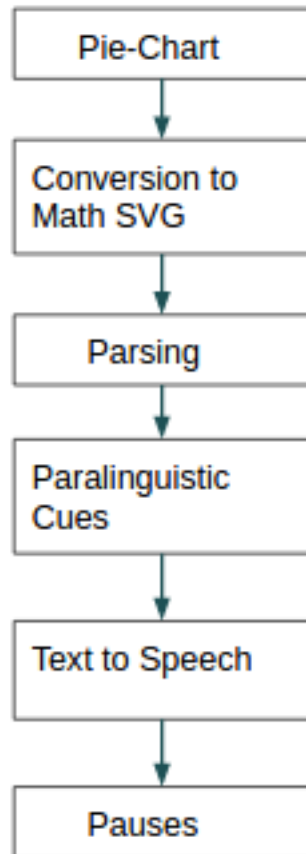 Pie-Chart
Conversion to
Math SVG
Parsing
Paralinguistic
Cues
Text to Speech
Pauses